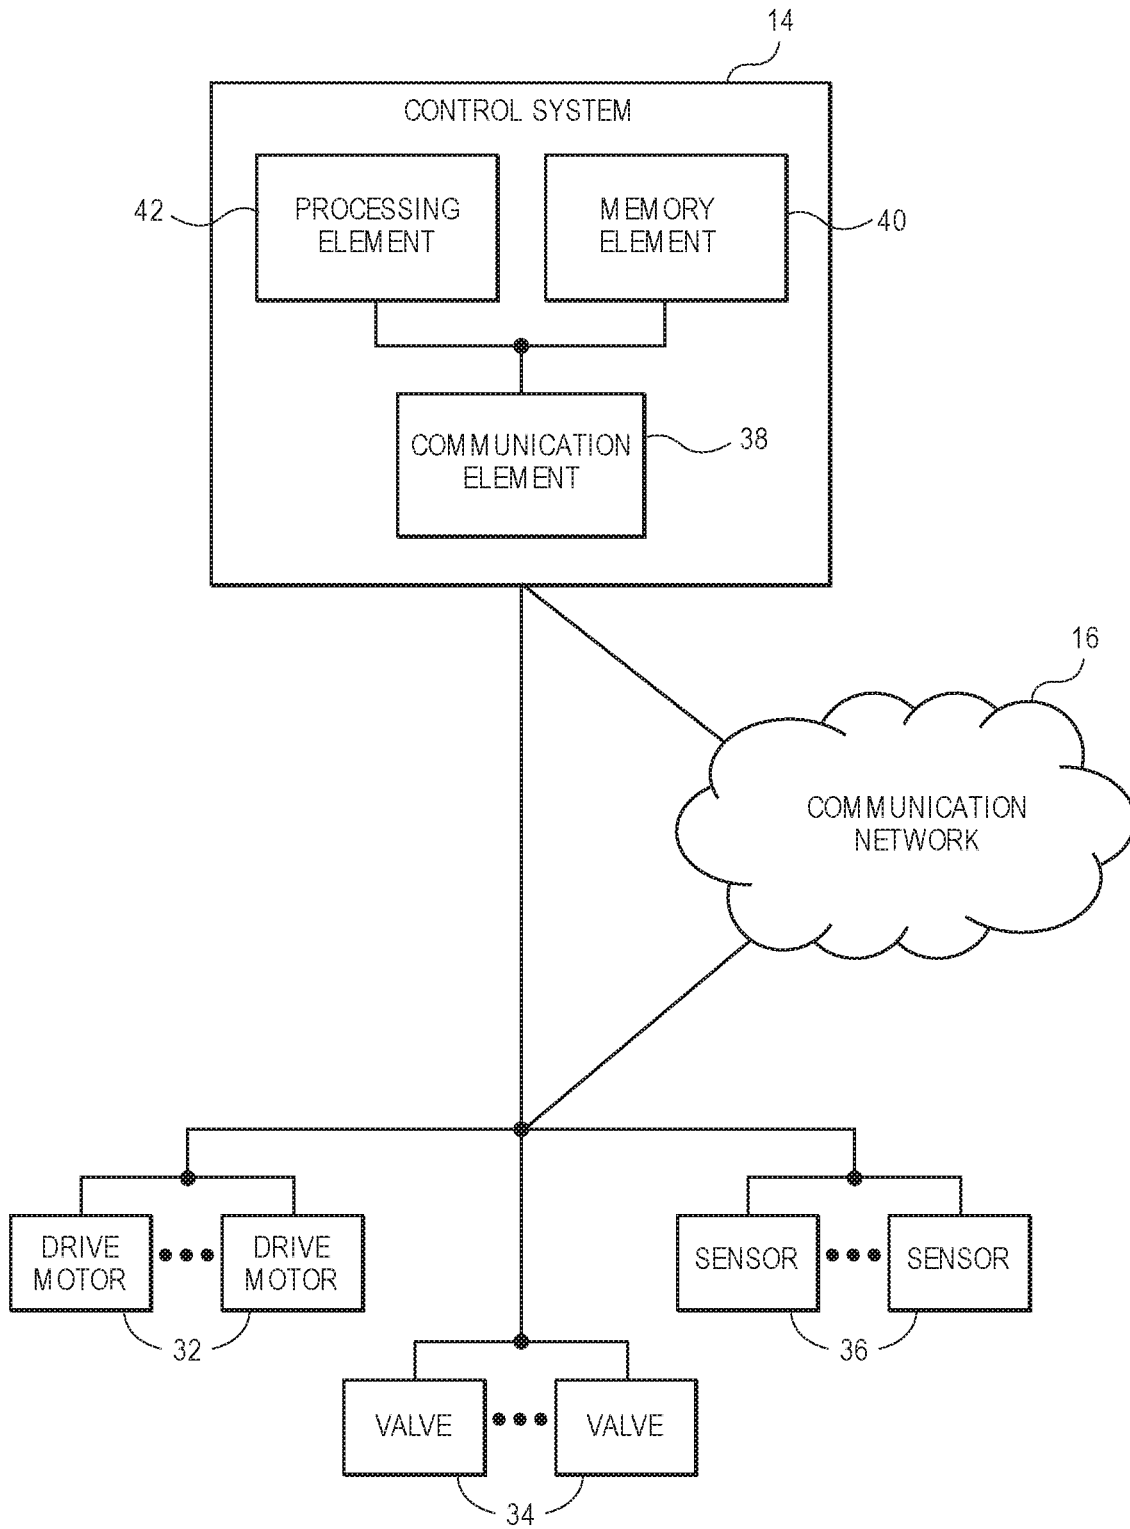 14
CONTROL SYSTEM
PROCESSING
ELEMENT
42
MEMORY
ELEMENT
40
COMMUNICATION
ELEMENT
38
16
COMMUNICATION
NETWORK
DRIVE
MOTOR
DRIVE
MOTOR
32
SENSOR
SENSOR
36
VALVE
VALVE
34